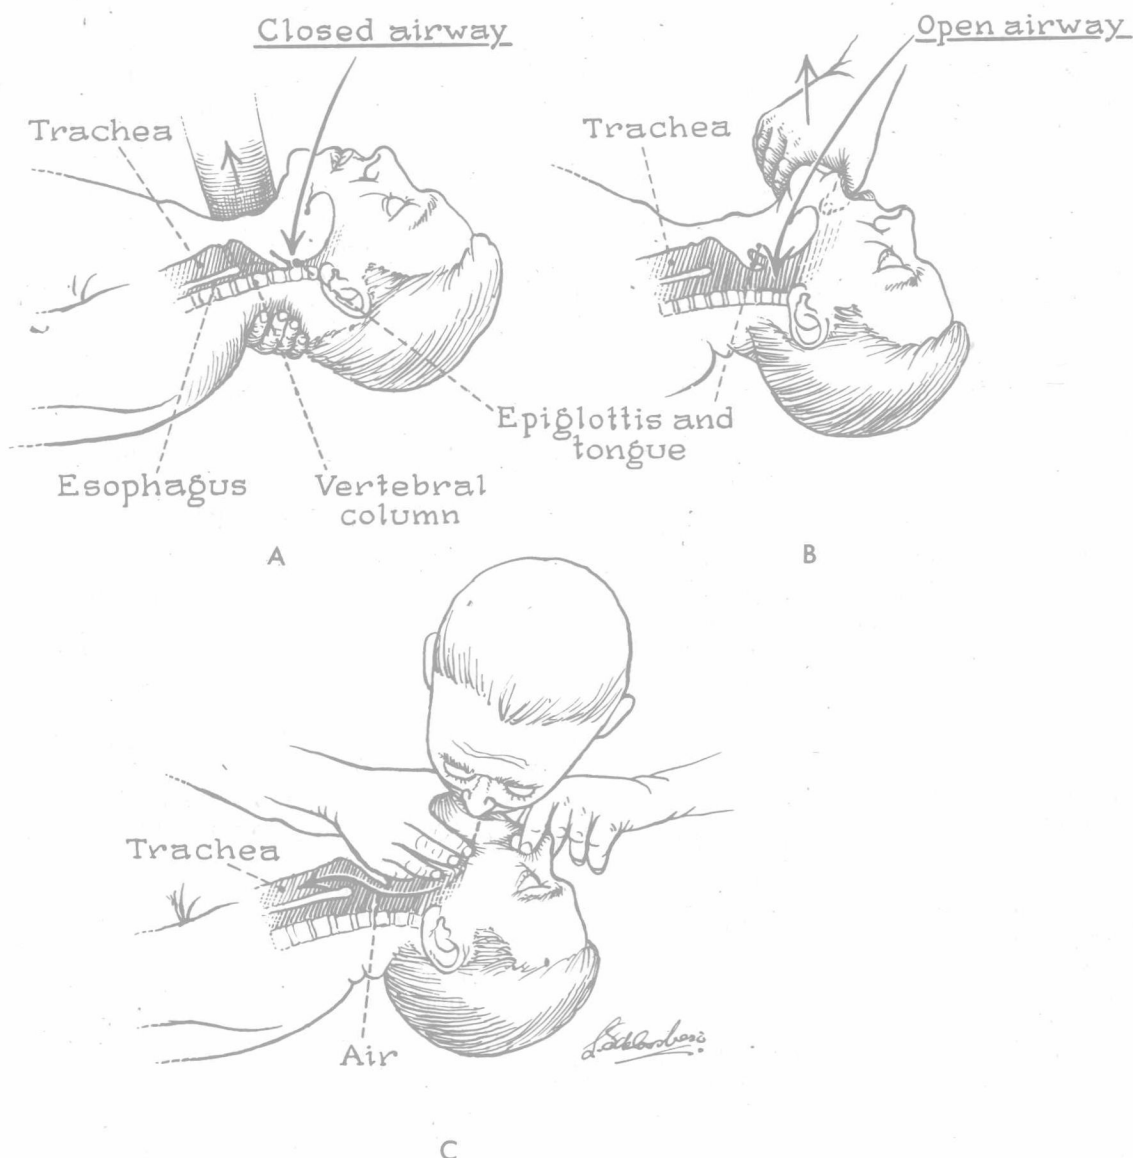 Closed airway
Trachea
Esophagus
Vertebral
column
Epiglottis and
tongue
A
Open airway
Trachea
B
Trachea
Air
C